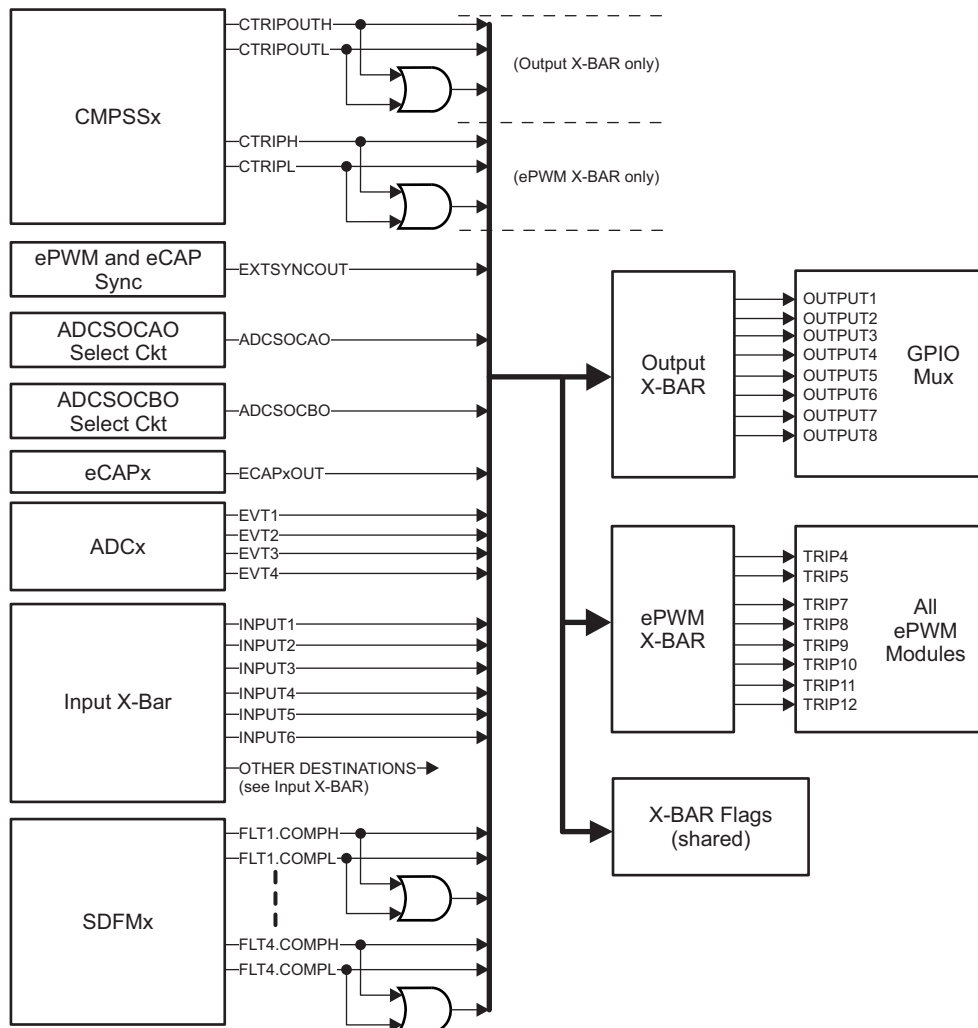 CTRIPOUTH
CTRIPOUTL
(Output X-BAR only)
CMPSSx
CTRIPH
CTRIPL
(ePWM X-BAR only)
ePWM and eCAP
Sync
EXTSYNCOUT
ADCSOCAO
Select Ckt
ADCSOCAO
ADCSOCBO
Select Ckt
ADCSOCBO
eCAPx
ECAPxOUT
ADCx
EVT1
EVT2
EVT3
EVT4
Input X-Bar
INPUT1
INPUT2
INPUT3
INPUT4
INPUT5
INPUT6
OTHER DESTINATIONS
(see Input X-BAR)
SDFMx
FLT1.COMPH
FLT1.COMPL
FLT4.COMPH
FLT4.COMPL
Output
X-BAR
OUTPUT1
OUTPUT2
OUTPUT3
OUTPUT4
OUTPUT5
OUTPUT6
OUTPUT7
OUTPUT8
GPIO
Mux
ePWM
X-BAR
TRIP4
TRIP5
TRIP7
TRIP8
TRIP9
TRIP10
TRIP11
TRIP12
All
ePWM
Modules
X-BAR Flags
(shared)